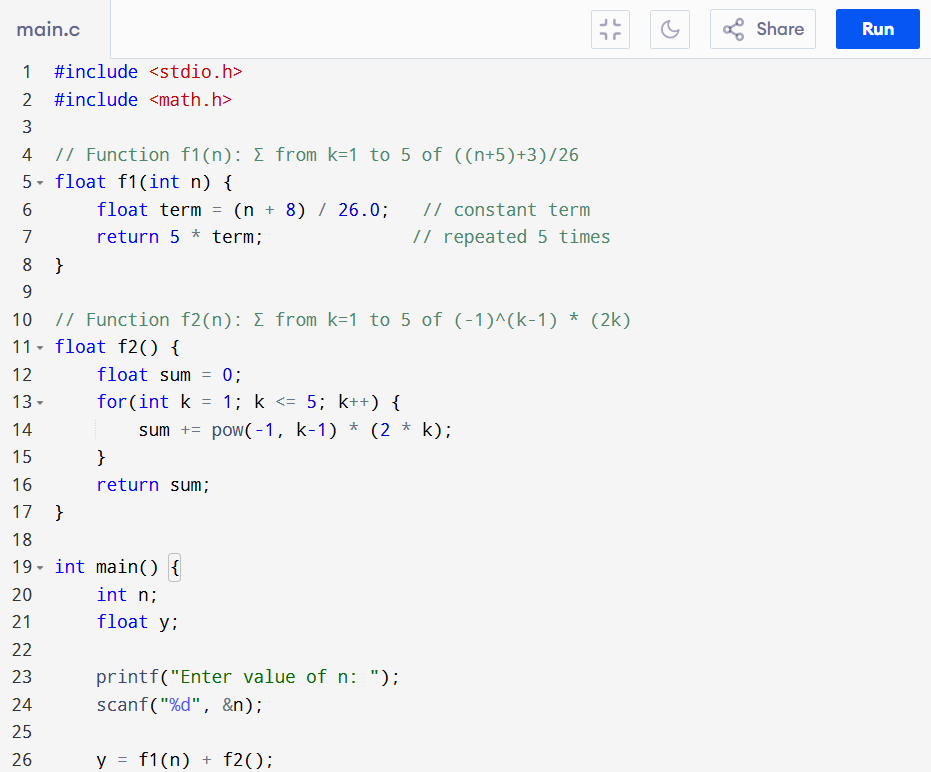 main.c
Share
Run
1 #include <stdio.h>
2 #include <math.h>
3
4 // Function f1(n): Σ from k=1 to 5 of ((n+5)+3)/26
5 float f1(int n) {
6     float term = (n + 8) / 26.0;   // constant term
7     return 5 * term;              // repeated 5 times
8 }
9
10 // Function f2(n): Σ from k=1 to 5 of (-1)^(k-1) * (2k)
11 float f2() {
12     float sum = 0;
13     for(int k = 1; k <= 5; k++) {
14         sum += pow(-1, k-1) * (2 * k);
15     }
16     return sum;
17 }
18
19 int main() {
20     int n;
21     float y;
22
23     printf("Enter value of n: ");
24     scanf("%d", &n);
25
26     y = f1(n) + f2();